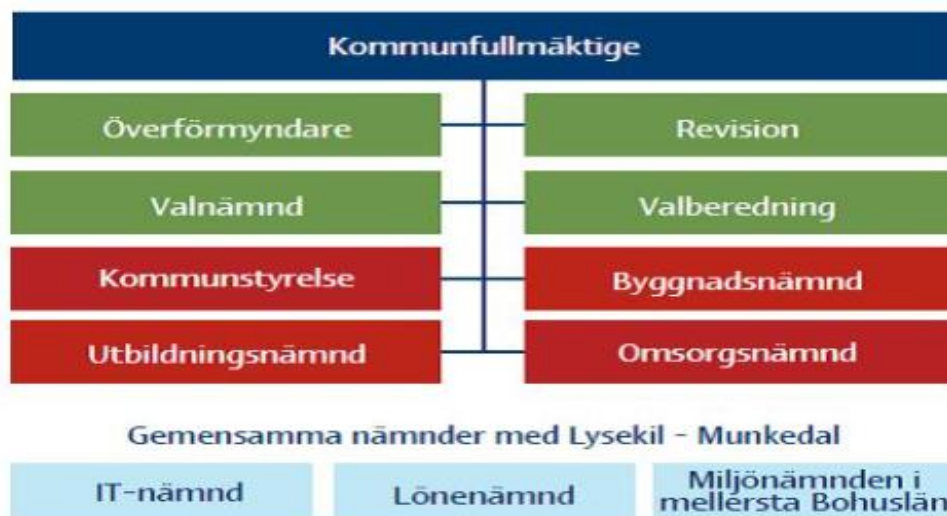 Kommunfullmäktige
Överförmyndare
Revision
Valnämnd
Valberedning
Kommunstyrelse
Byggnadsnämnd
Utbildningsnämnd
Omsorgsnämnd
Gemensamma nämnder med Lysekil - Munkedal
IT-nämnd
Lönenämnd
Miljönämnden i
mellersta Bohuslän